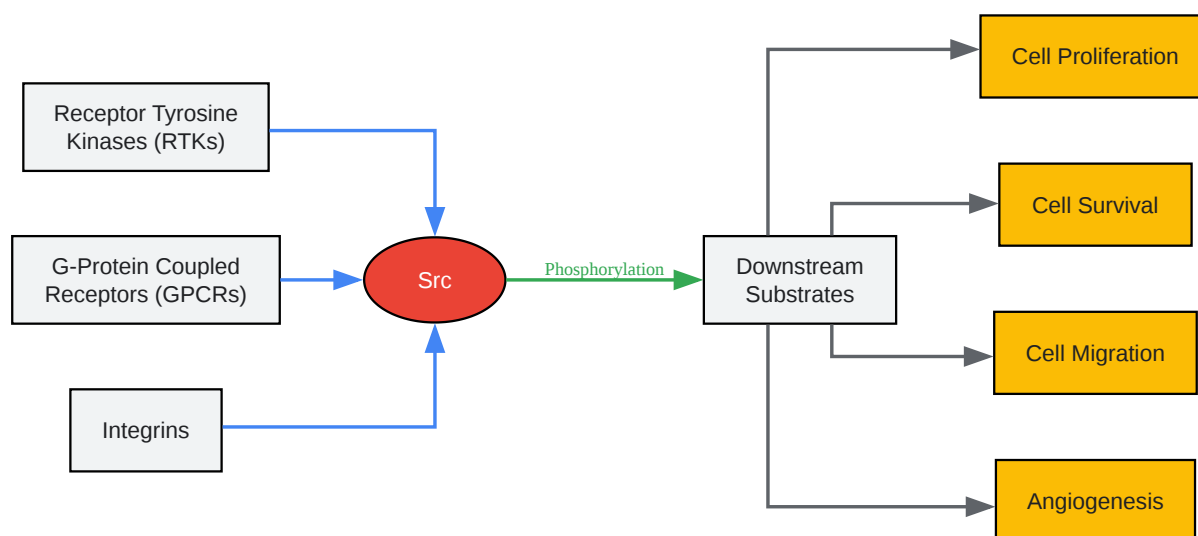 Receptor Tyrosine
Kinases (RTKs)
G-Protein Coupled
Receptors (GPCRs)
Integrins
Src
Phosphorylation
Downstream
Substrates
Cell Proliferation
Cell Survival
Cell Migration
Angiogenesis